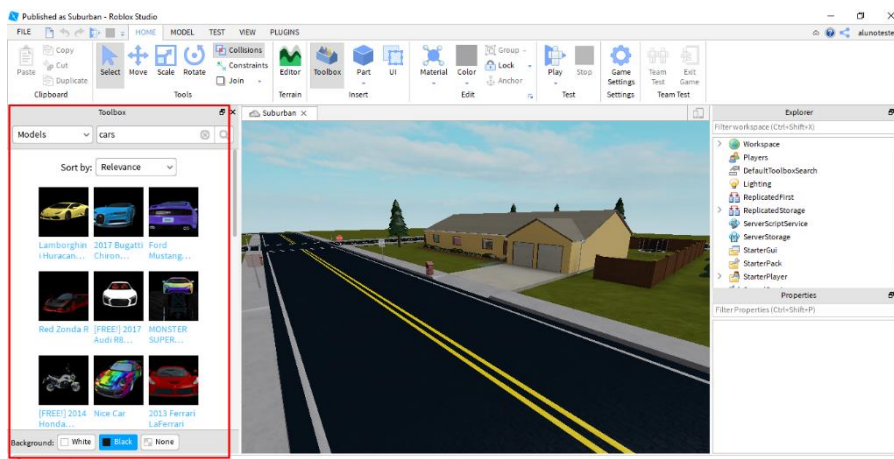 Published as Suburban - Roblox Studio
FILE HOME MODEL TEST VIEW PLUGINS
alunoteste
Paste
Copy
Cut
Duplicate
Clipboard
Select Move Scale Rotate
Collisions
Constraints
Join
Tools
Editor
Terrain
Toolbox Part UI
Insert
Material Color
Group
Lock
Anchor
Edit
Play Stop
Test
Game Settings
Settings
Team Test
Exit Game
Team Test
Toolbox
Models cars
Sort by: Relevance
Lamborghin
i Huracan...
2017 Bugatti
Chiron...
Ford
Mustang...
Red Zonda R
[FREE!] 2017
Audi R8...
MONSTER
SUPER...
[FREE!] 2014
Honda...
Nice Car
2013 Ferrari
LaFerrari
Background: White Black None
Suburban
Explorer
Filter workspace (Ctrl+Shift+X)
Workspace
Players
DefaultToolboxSearch
Lighting
ReplicatedFirst
ReplicatedStorage
ServerScriptService
ServerStorage
StarterGui
StarterPack
StarterPlayer
Properties
Filter Properties (Ctrl+Shift+P)